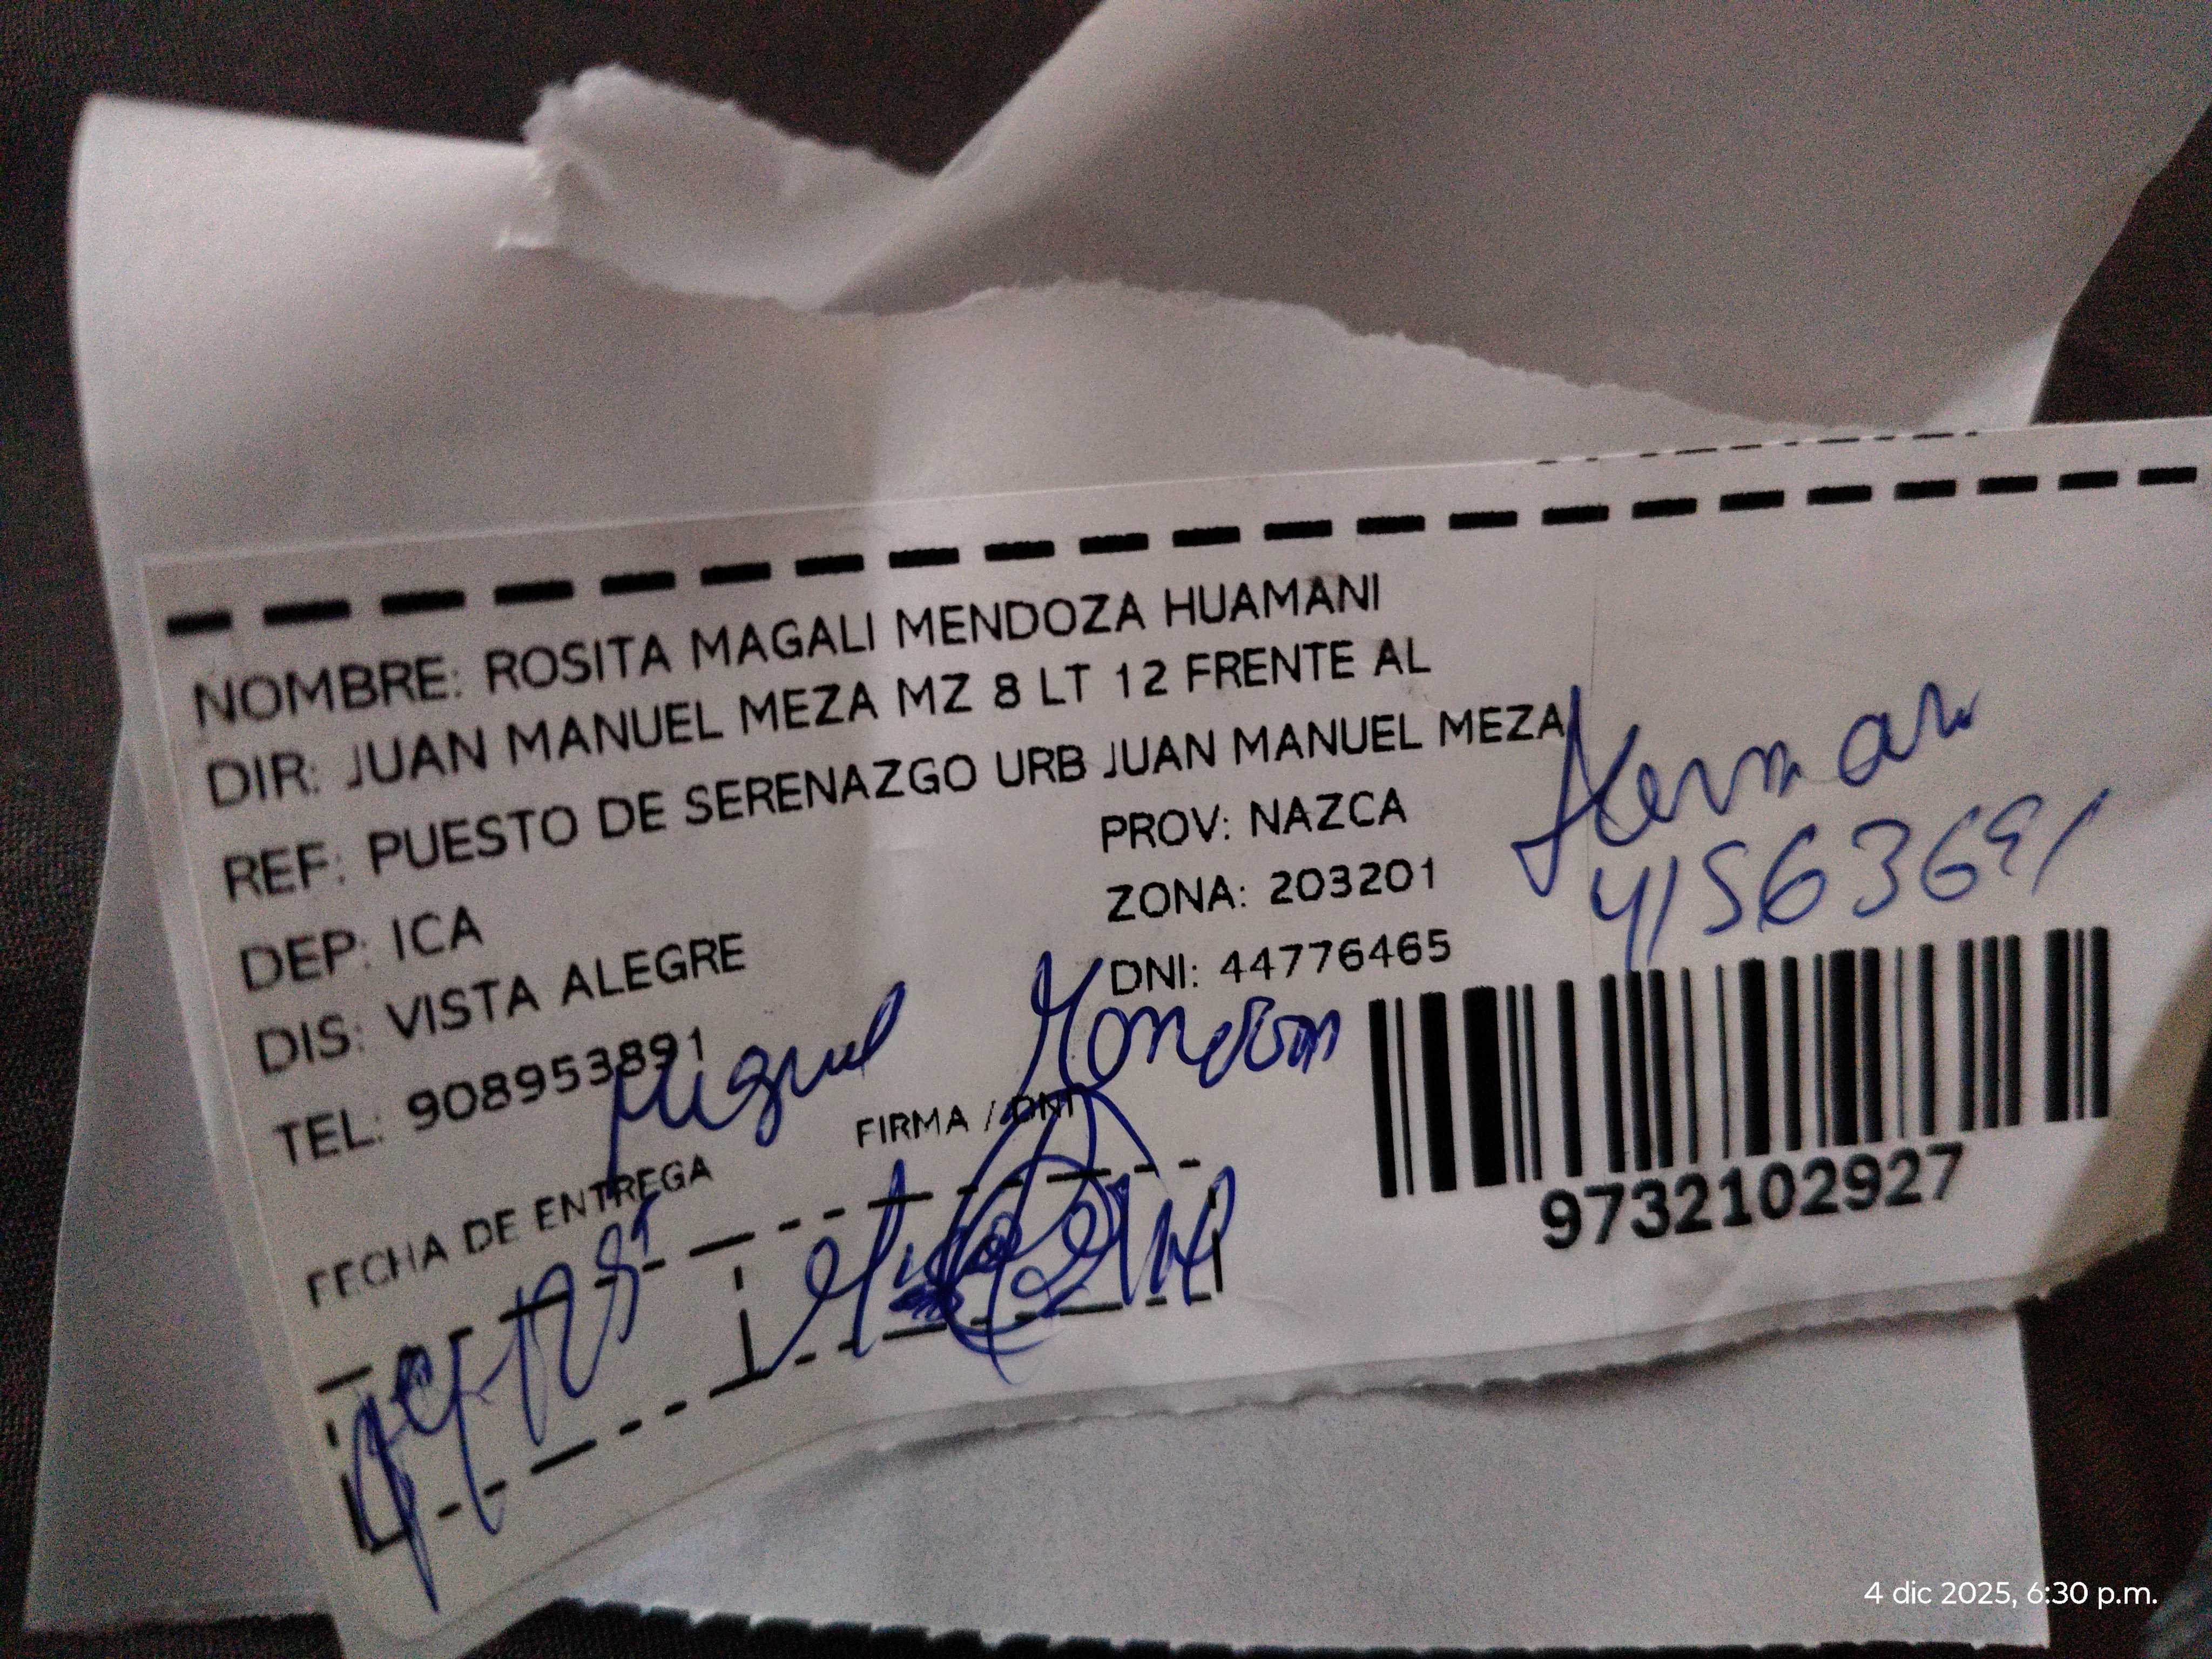 NOMBRE: ROSITA MAGALI MENDOZA HUAMANI
DIR: JUAN MANUEL MEZA MZ 8 LT 12 FRENTE AL
REF: PUESTO DE SERENAZGO URB JUAN MANUEL MEZA
DEP: ICA
PROV: NAZCA
DIS: VISTA ALEGRE
ZONA: 203201
TEL: 908953891
DNI: 44776465
41563691
Miguel
FECHA DE ENTREGA
FIRMA / DNI
9732102927
4 dic 2025, 6:30 p.m.